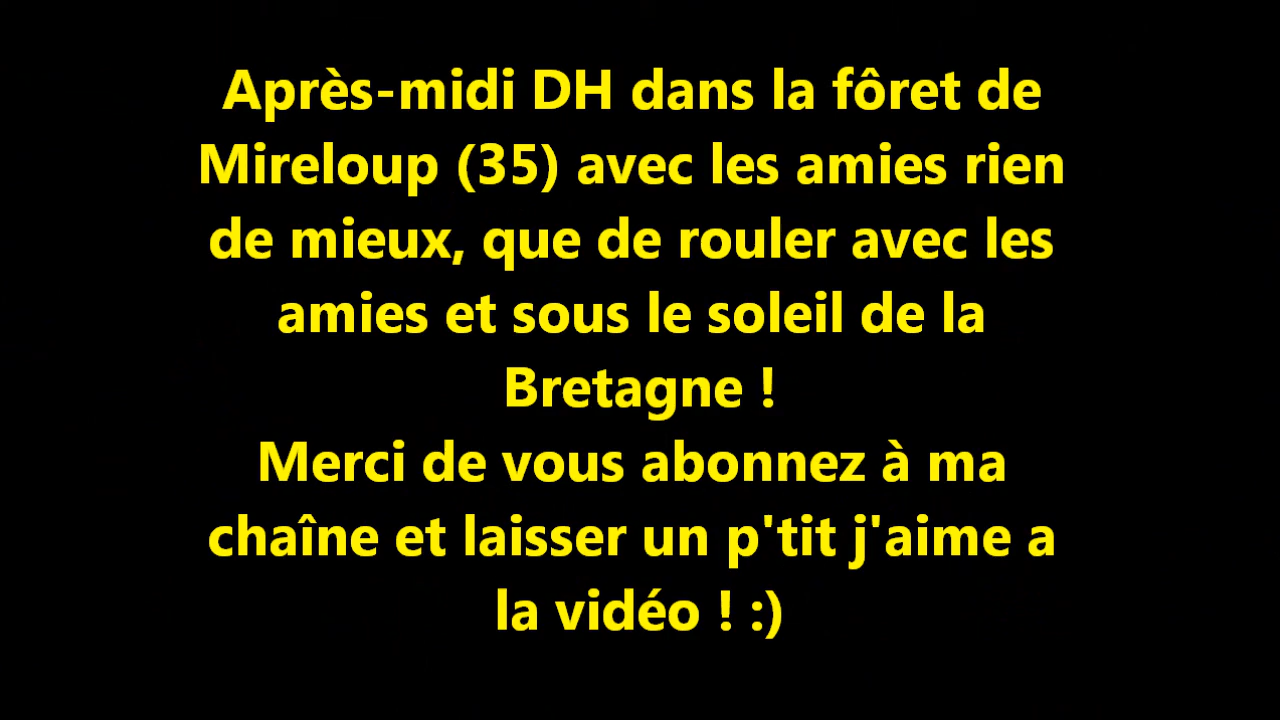 Après-midi DH dans la fôret de
Mireloup (35) avec les amies rien
de mieux, que de rouler avec les
amies et sous le soleil de la
Bretagne !
Merci de vous abonnez à ma
chaîne et laisser un p'tit j'aime a
la vidéo ! :)